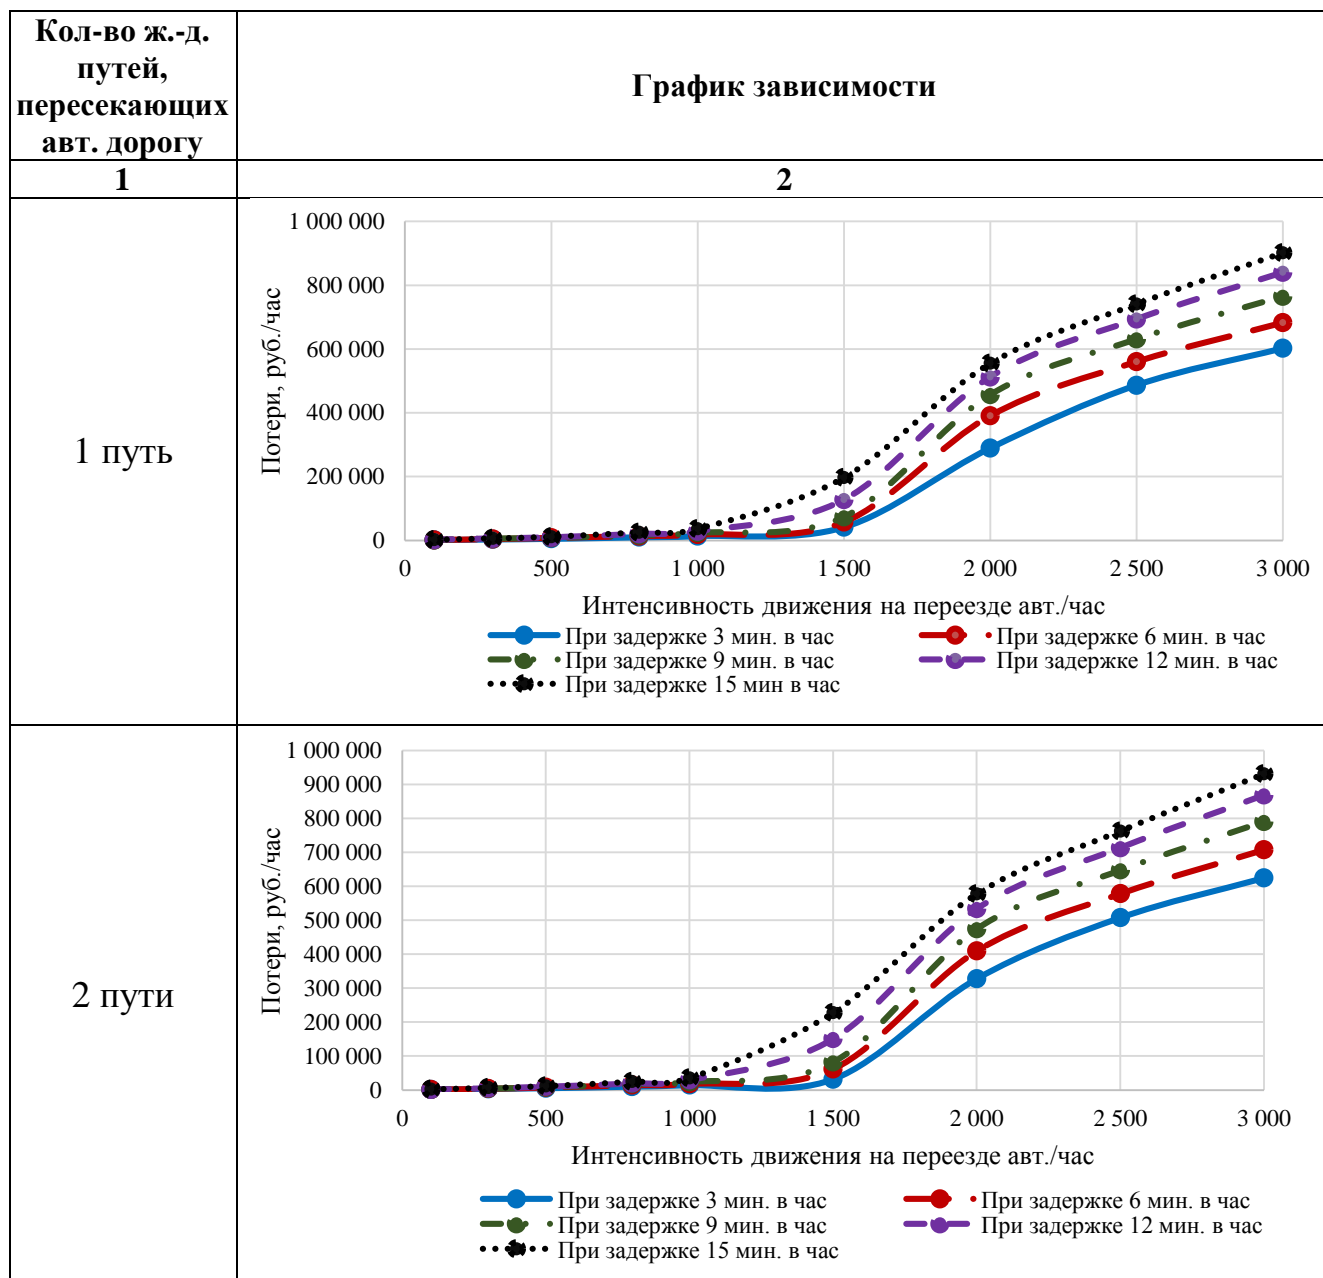 Кол-во ж.-д.
путей,
пересекающих
авт. дорогу
График зависимости
1
2
1 путь
Потери, руб./час
1 000 000
800 000
600 000
400 000
200 000
0
0
500
1 000
1 500
2 000
2 500
3 000
Интенсивность движения на переезде авт./час
При задержке 3 мин. в час
При задержке 6 мин. в час
При задержке 9 мин. в час
При задержке 12 мин. в час
При задержке 15 мин в час
2 пути
Потери, руб./час
1 000 000
900 000
800 000
700 000
600 000
500 000
400 000
300 000
200 000
100 000
0
0
500
1 000
1 500
2 000
2 500
3 000
Интенсивность движения на переезде авт./час
При задержке 3 мин. в час
При задержке 6 мин. в час
При задержке 9 мин. в час
При задержке 12 мин. в час
При задержке 15 мин. в час